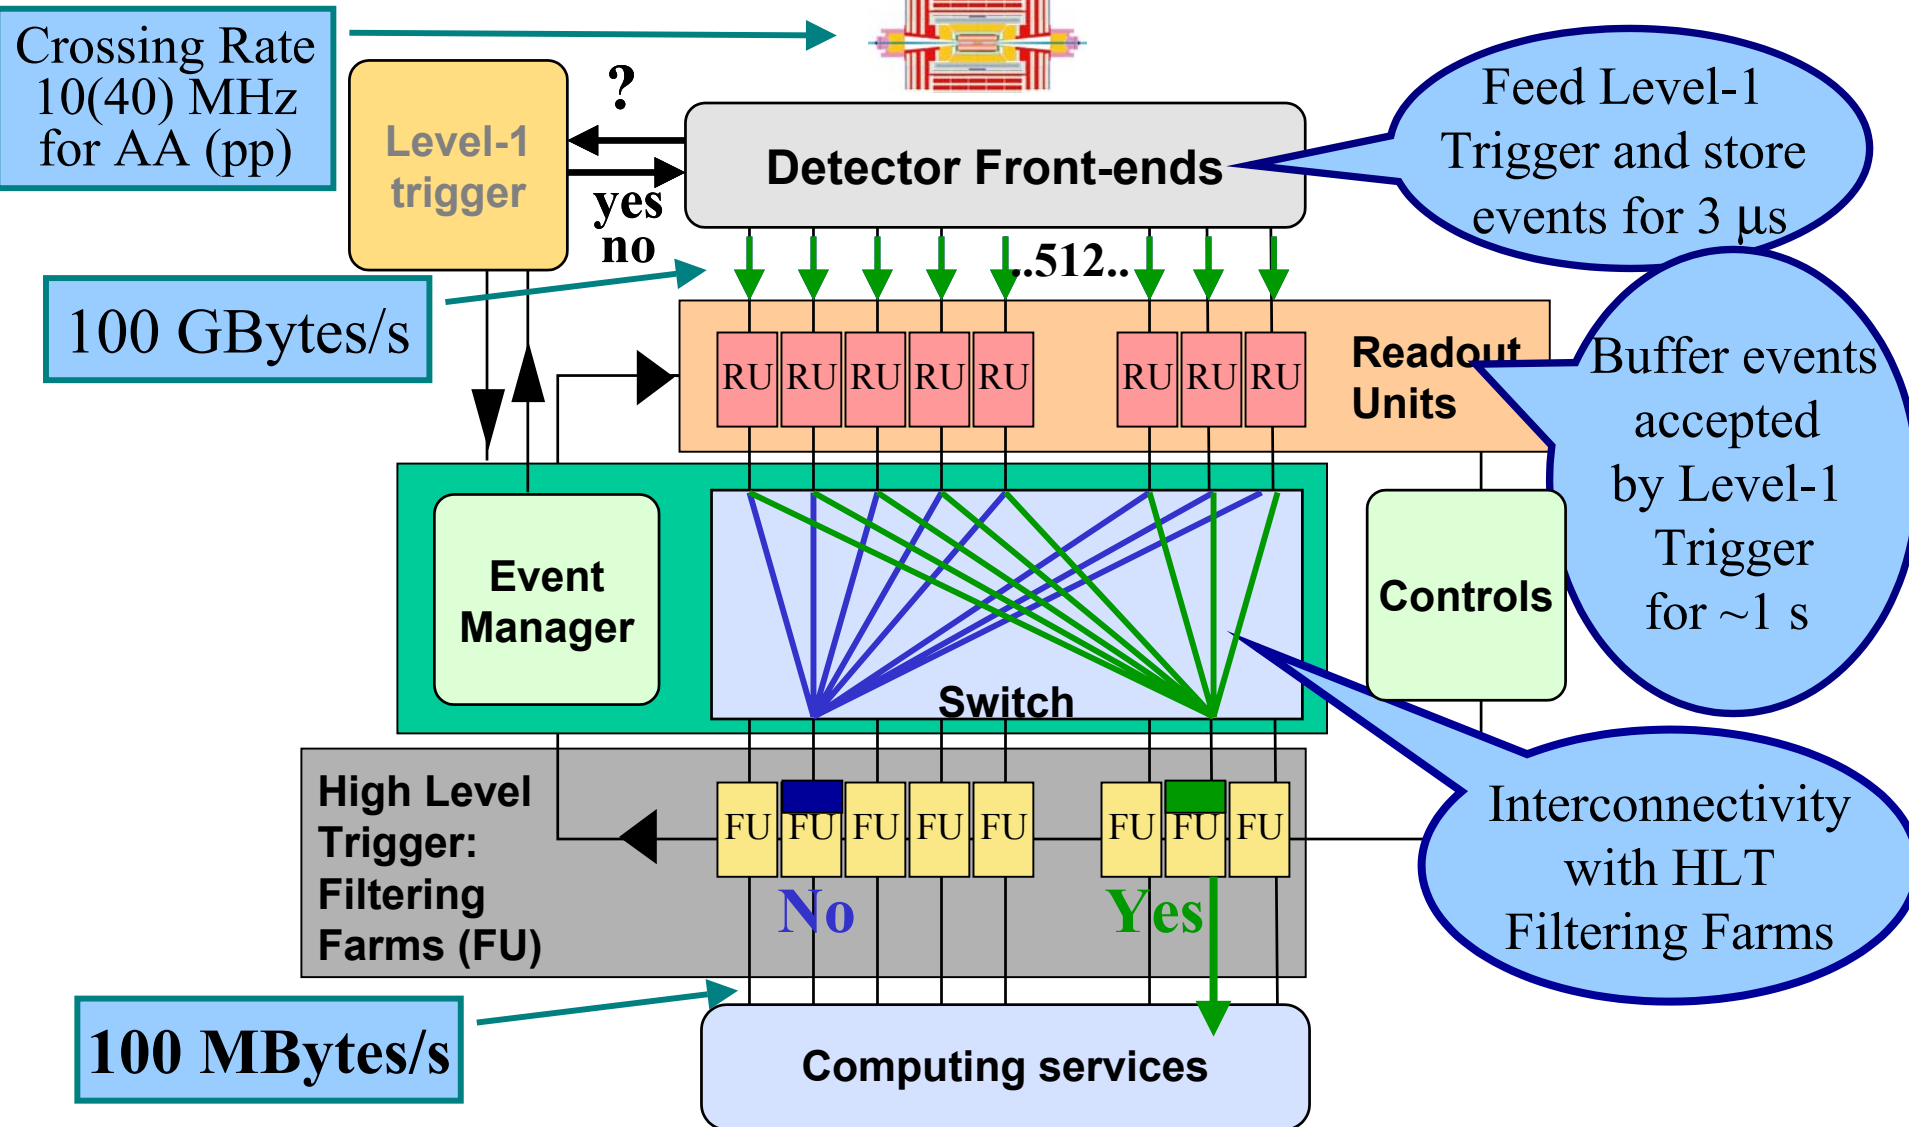 Crossing Rate
10(40) MHz
for AA (pp)
Level-1
trigger
?
yes
no
Detector Front-ends
Feed Level-1
Trigger and store
events for 3 μs
..512..
100 GBytes/s
RU RU RU RU RU RU RU RU
Readout
Units
Buffer events
accepted
by Level-1
Trigger
for ~1 s
Event
Manager
Switch
Controls
High Level
Trigger:
Filtering
Farms (FU)
FU FU FU FU FU FU FU FU
No
Yes
Interconnectivity
with HLT
Filtering Farms
100 MBytes/s
Computing services